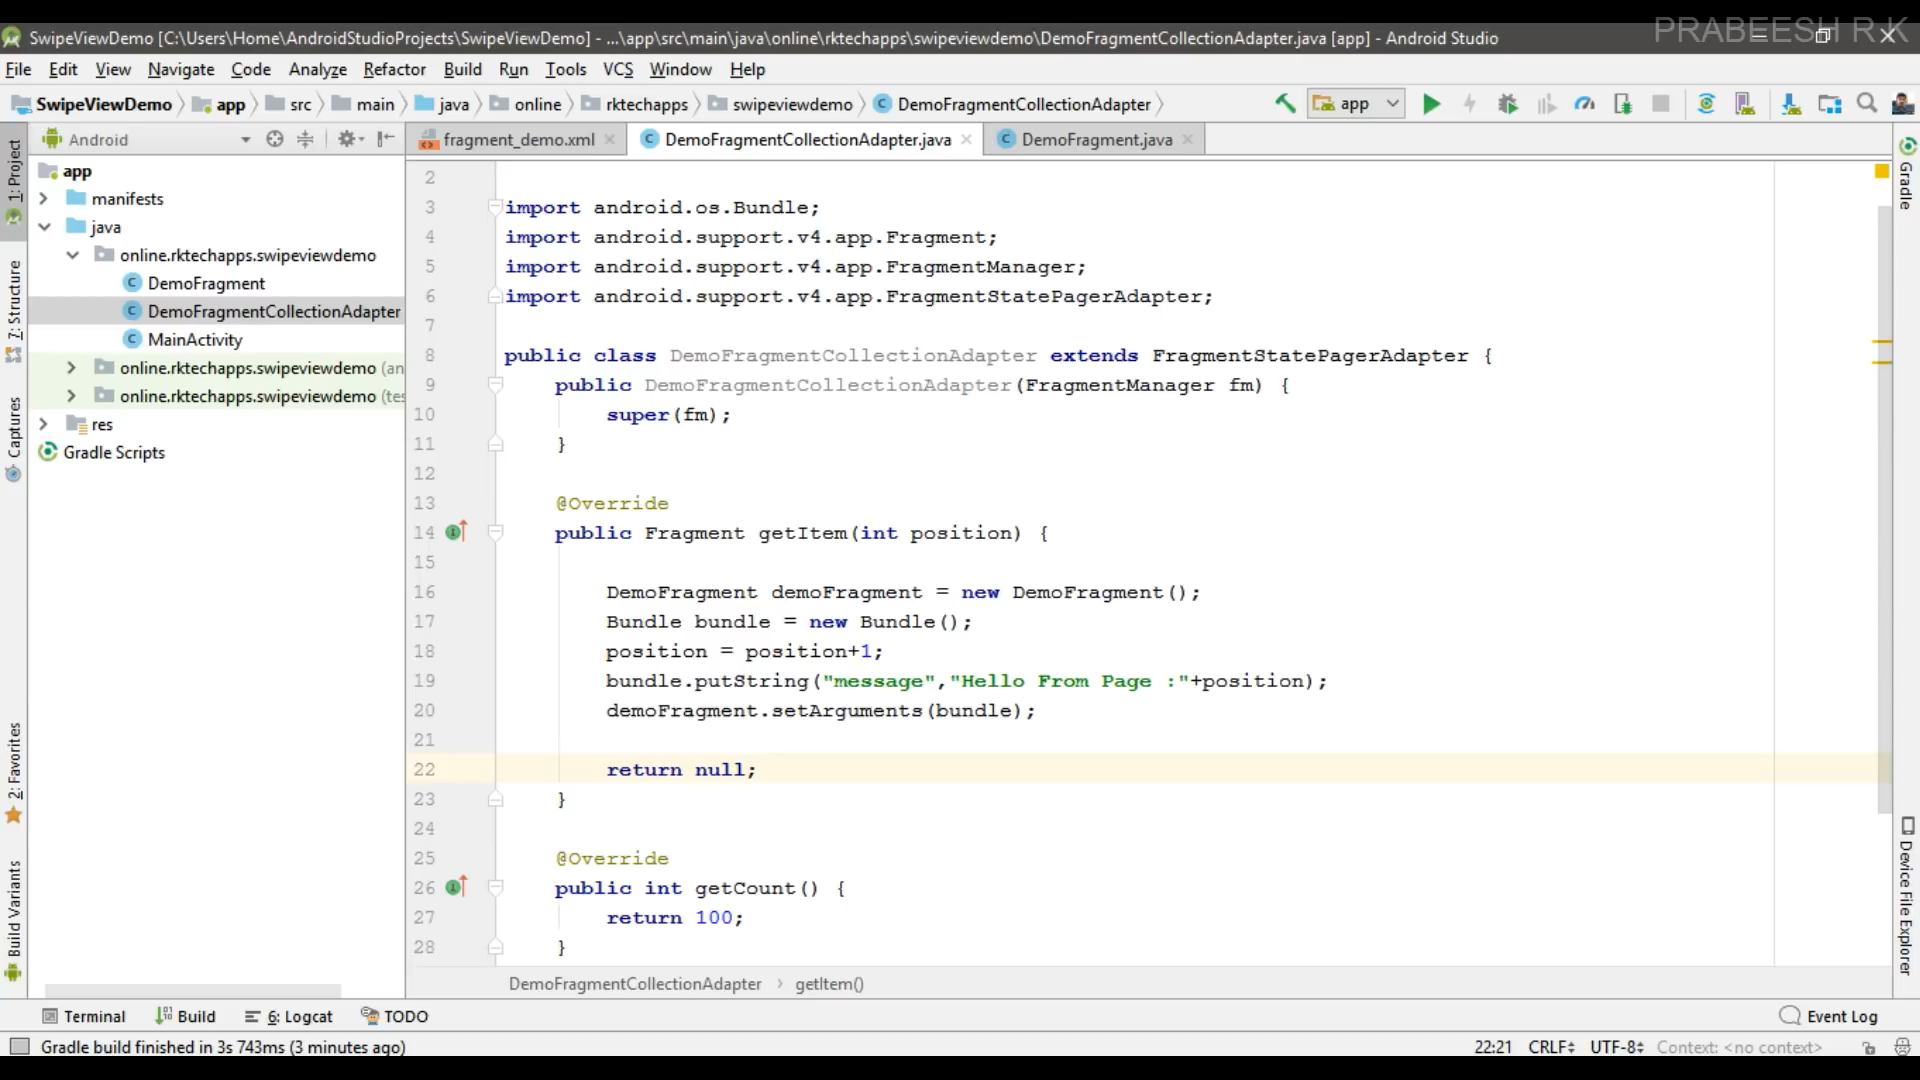 PRABEESH R K
SwipeViewDemo [C:\Users\Home\AndroidStudioProjects\SwipeViewDemo] - ...\app\src\main\java\online\rktechapps\swipeviewdemo\DemoFragmentCollectionAdapter.java [app] - Android Studio
File Edit View Navigate Code Analyze Refactor Build Run Tools VCS Window Help
SwipeViewDemo app src main java online rktechapps swipeviewdemo DemoFragmentCollectionAdapter app
Android fragment_demo.xml DemoFragmentCollectionAdapter.java DemoFragment.java
1: Project
7: Structure
Captures
2: Favorites
Build Variants
app
manifests
java
online.rktechapps.swipeviewdemo
DemoFragment
DemoFragmentCollectionAdapter
MainActivity
online.rktechapps.swipeviewdemo (an
online.rktechapps.swipeviewdemo (tes
res
Gradle Scripts
2
3 import android.os.Bundle;
4 import android.support.v4.app.Fragment;
5 import android.support.v4.app.FragmentManager;
6 import android.support.v4.app.FragmentStatePagerAdapter;
7
8 public class DemoFragmentCollectionAdapter extends FragmentStatePagerAdapter {
9 public DemoFragmentCollectionAdapter(FragmentManager fm) {
10 super(fm);
11 }
12
13 @Override
14 public Fragment getItem(int position) {
15
16 DemoFragment demoFragment = new DemoFragment();
17 Bundle bundle = new Bundle();
18 position = position+1;
19 bundle.putString("message","Hello From Page :"+position);
20 demoFragment.setArguments(bundle);
21
22 return null;
23 }
24
25 @Override
26 public int getCount() {
27 return 100;
28 }
DemoFragmentCollectionAdapter › getItem()
Gradle
Device File Explorer
Terminal Build 6: Logcat TODO Event Log
Gradle build finished in 3s 743ms (3 minutes ago) 22:21 CRLF UTF-8 Context: <no context>